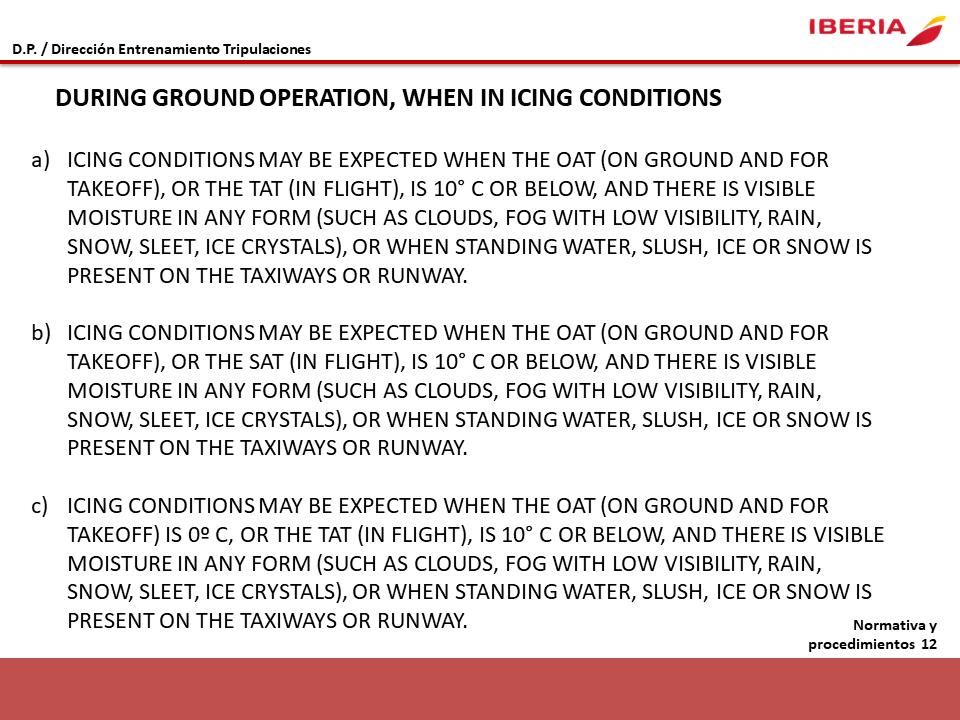 IBERIA
D.P. / Dirección Entrenamiento Tripulaciones
DURING GROUND OPERATION, WHEN IN ICING CONDITIONS
a) ICING CONDITIONS MAY BE EXPECTED WHEN THE OAT (ON GROUND AND FOR
TAKEOFF), OR THE TAT (IN FLIGHT), IS 10° C OR BELOW, AND THERE IS VISIBLE
MOISTURE IN ANY FORM (SUCH AS CLOUDS, FOG WITH LOW VISIBILITY, RAIN,
SNOW, SLEET, ICE CRYSTALS), OR WHEN STANDING WATER, SLUSH, ICE OR SNOW IS
PRESENT ON THE TAXIWAYS OR RUNWAY.
b) ICING CONDITIONS MAY BE EXPECTED WHEN THE OAT (ON GROUND AND FOR
TAKEOFF), OR THE SAT (IN FLIGHT), IS 10° C OR BELOW, AND THERE IS VISIBLE
MOISTURE IN ANY FORM (SUCH AS CLOUDS, FOG WITH LOW VISIBILITY, RAIN,
SNOW, SLEET, ICE CRYSTALS), OR WHEN STANDING WATER, SLUSH, ICE OR SNOW IS
PRESENT ON THE TAXIWAYS OR RUNWAY.
c) ICING CONDITIONS MAY BE EXPECTED WHEN THE OAT (ON GROUND AND FOR
TAKEOFF) IS 0º C, OR THE TAT (IN FLIGHT), IS 10° C OR BELOW, AND THERE IS VISIBLE
MOISTURE IN ANY FORM (SUCH AS CLOUDS, FOG WITH LOW VISIBILITY, RAIN,
SNOW, SLEET, ICE CRYSTALS), OR WHEN STANDING WATER, SLUSH, ICE OR SNOW IS
PRESENT ON THE TAXIWAYS OR RUNWAY.
Normativa y
procedimientos 12